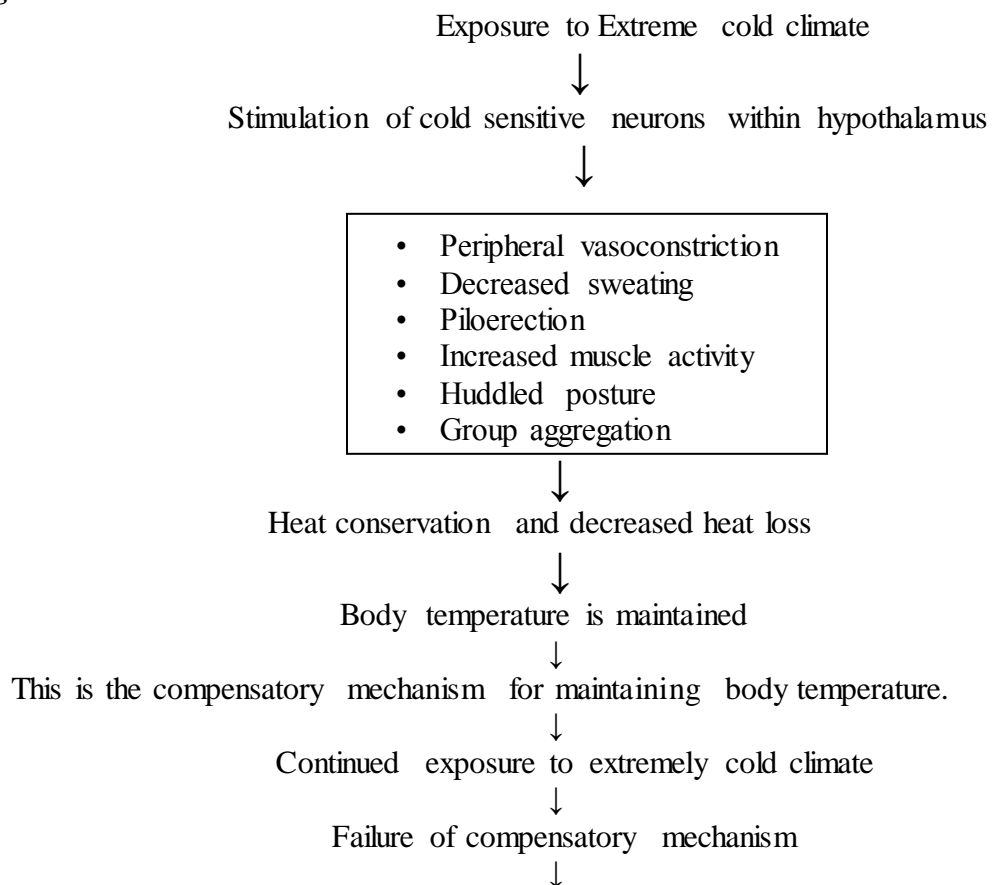 Exposure to Extreme cold climate
↓
Stimulation of cold sensitive neurons within hypothalamus
↓
• Peripheral vasoconstriction
• Decreased sweating
• Piloerection
• Increased muscle activity
• Huddled posture
• Group aggregation
↓
Heat conservation and decreased heat loss
↓
Body temperature is maintained
↓
This is the compensatory mechanism for maintaining body temperature.
↓
Continued exposure to extremely cold climate
↓
Failure of compensatory mechanism
↓